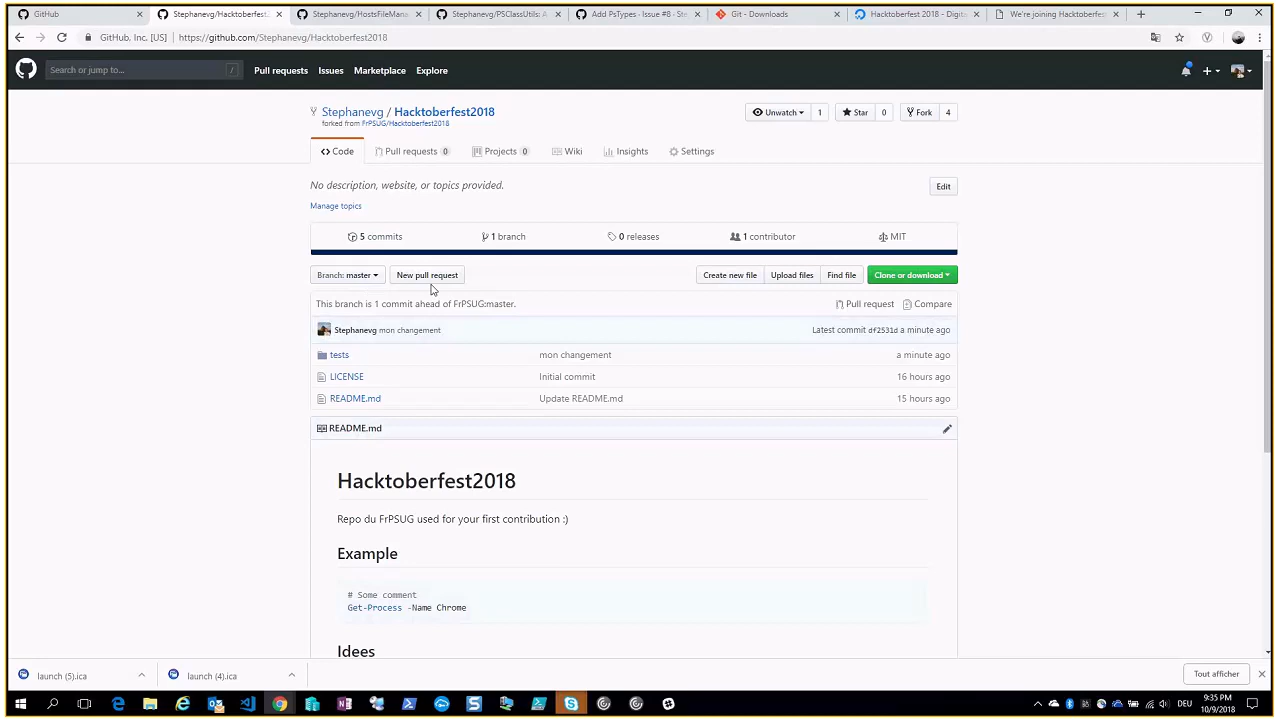 GitHub
Stephanevg/Hacktoberfest2
Stephanevg/HostsFileMana
Stephanevg/PSClassUtils: A
Add PsTypes · Issue #8 · Ste
Git - Downloads
Hacktoberfest 2018 - Digita
We're joining Hacktoberfest
GitHub, Inc. [US] https://github.com/Stephanevg/Hacktoberfest2018
Search or jump to... /
Pull requests Issues Marketplace Explore
Stephanevg / Hacktoberfest2018
forked from FrPSUG/Hacktoberfest2018
Unwatch 1 Star 0 Fork 4
Code Pull requests 0 Projects 0 Wiki Insights Settings
No description, website, or topics provided.
Edit
Manage topics
5 commits 1 branch 0 releases 1 contributor MIT
Branch: master New pull request Create new file Upload files Find file Clone or download
This branch is 1 commit ahead of FrPSUG:master. Pull request Compare
Stephanevg mon changement Latest commit df2531d a minute ago
tests mon changement a minute ago
LICENSE Initial commit 16 hours ago
README.md Update README.md 15 hours ago
README.md
Hacktoberfest2018
Repo du FrPSUG used for your first contribution :)
Example
# Some comment
Get-Process -Name Chrome
Idees
launch (5).ica launch (4).ica Tout afficher
9:35 PM
DEU
10/9/2018